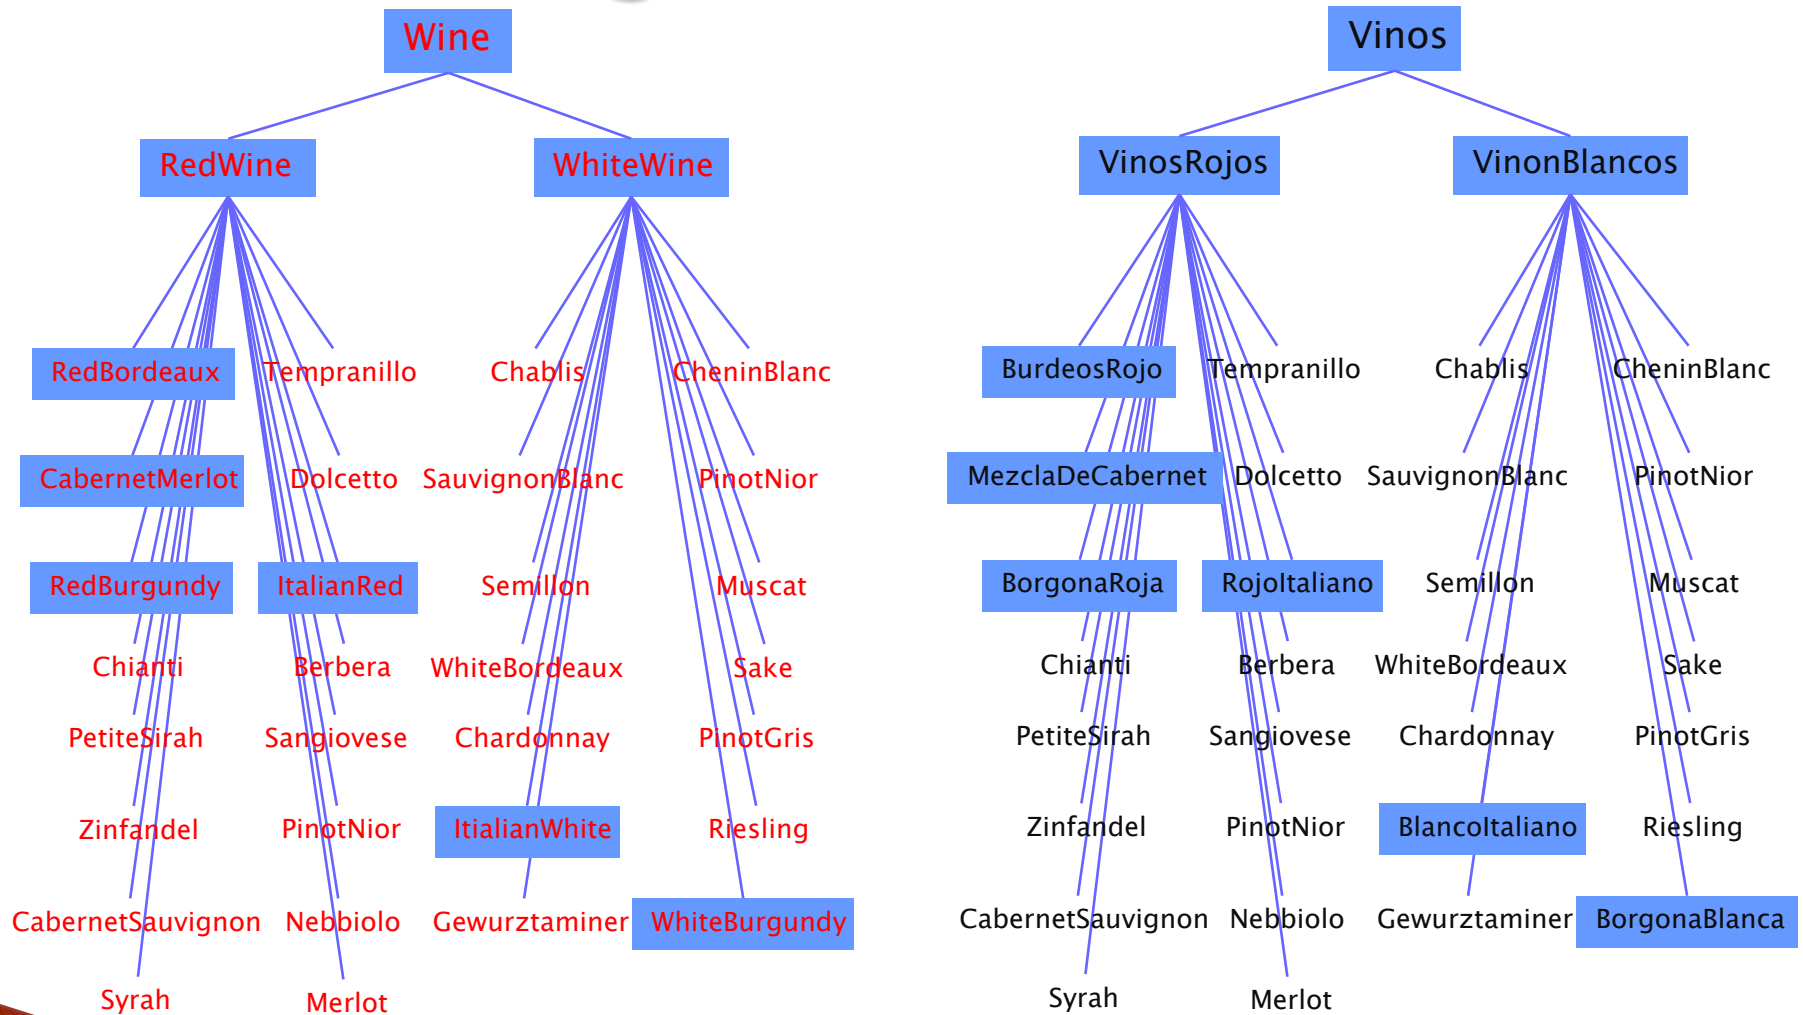 Wine
RedWine WhiteWine
RedBordeaux Tempranillo Chablis CheninBlanc
CabernetMerlot Dolcetto SauvignonBlanc PinotNior
RedBurgundy ItalianRed Semillon Muscat
Chianti Berbera WhiteBordeaux Sake
PetiteSirah Sangiovese Chardonnay PinotGris
Zinfandel PinotNior ItialianWhite Riesling
CabernetSauvignon Nebbiolo Gewurztaminer WhiteBurgundy
Syrah Merlot
Vinos
VinosRojos VinonBlancos
BurdeosRojo Tempranillo Chablis CheninBlanc
MezclaDeCabernet Dolcetto SauvignonBlanc PinotNior
BorgonaRoja RojoItaliano Semillon Muscat
Chianti Berbera WhiteBordeaux Sake
PetiteSirah Sangiovese Chardonnay PinotGris
Zinfandel PinotNior BlancoItaliano Riesling
CabernetSauvignon Nebbiolo Gewurztaminer BorgonaBlanca
Syrah Merlot